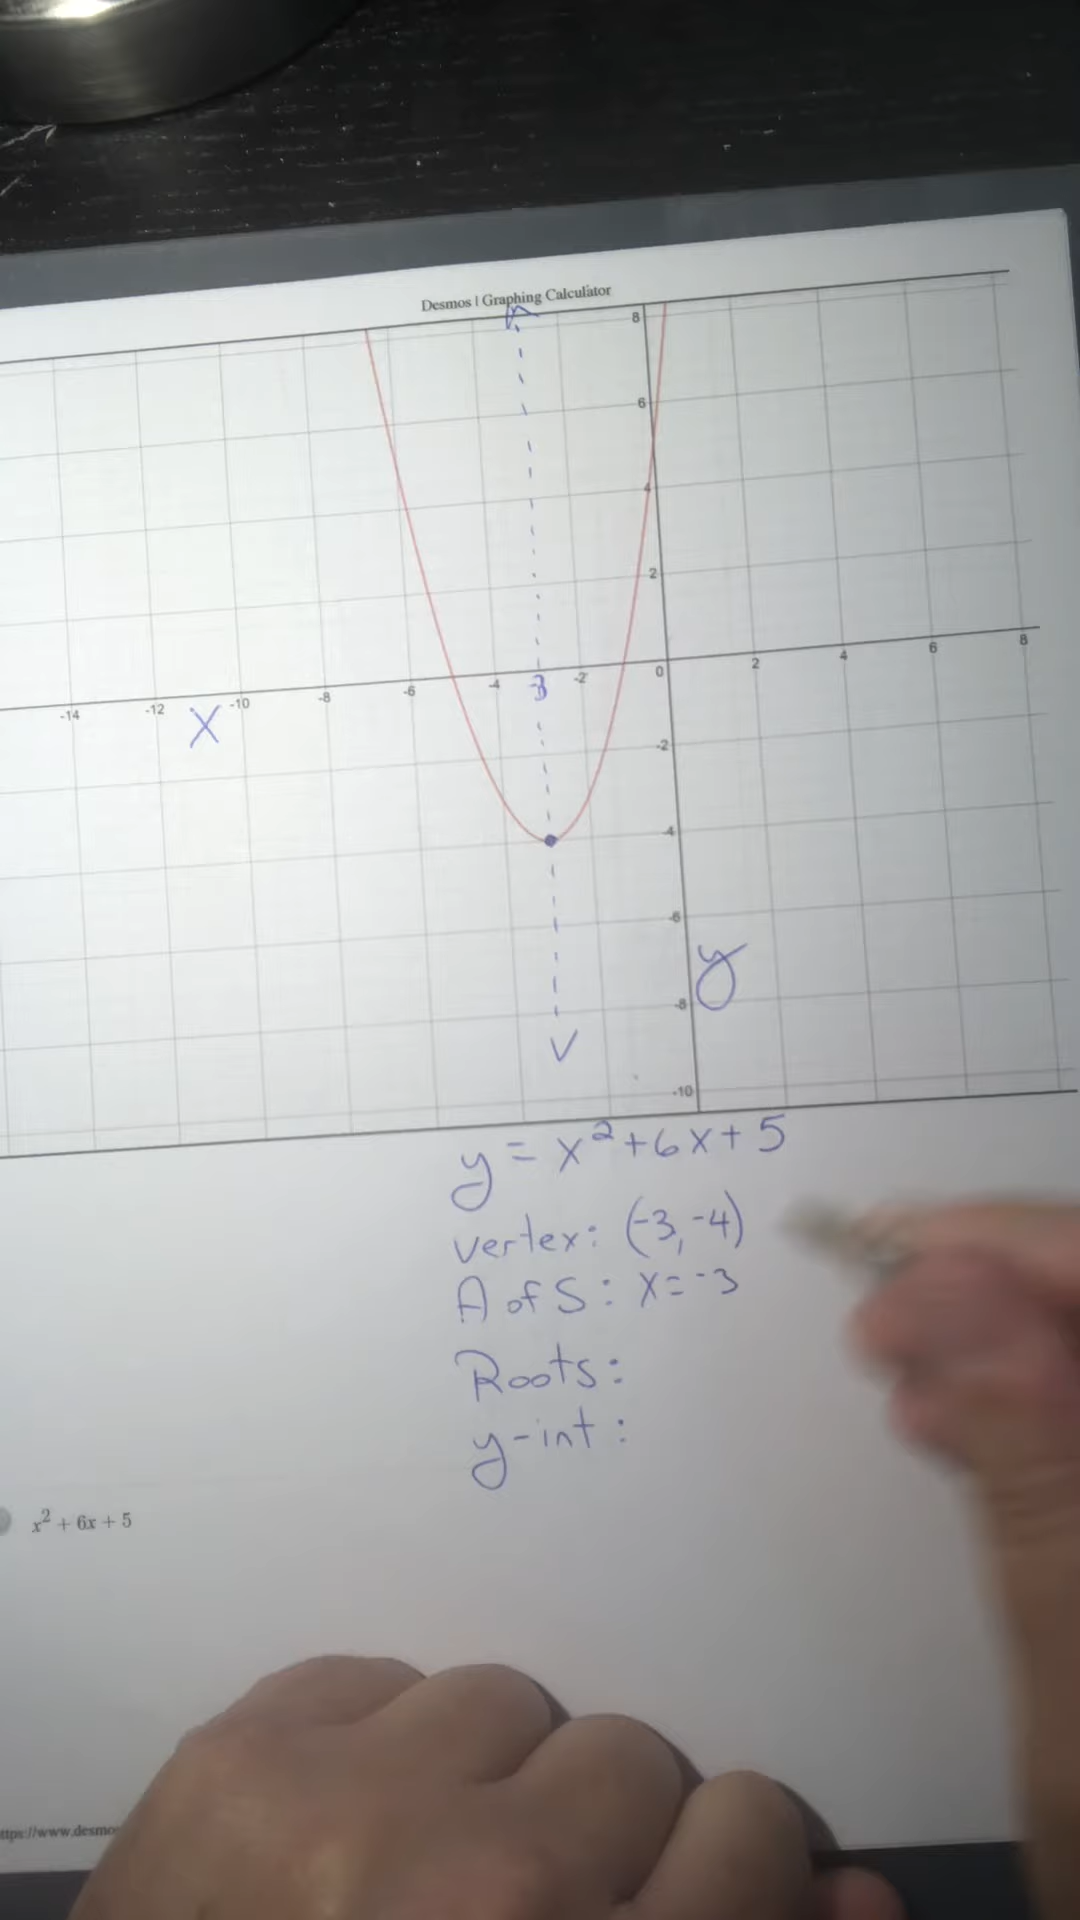 Desmos | Graphing Calculator
8
6
4
2
-14 -12 -10 -8 -6 -4 -3 -2 0 2 4 6 8
X
-2
-4
-6
y
-8
-10
y = x² + 6x + 5
vertex: (-3, -4)
A of S: x = -3
Roots:
y-int:
x² + 6x + 5